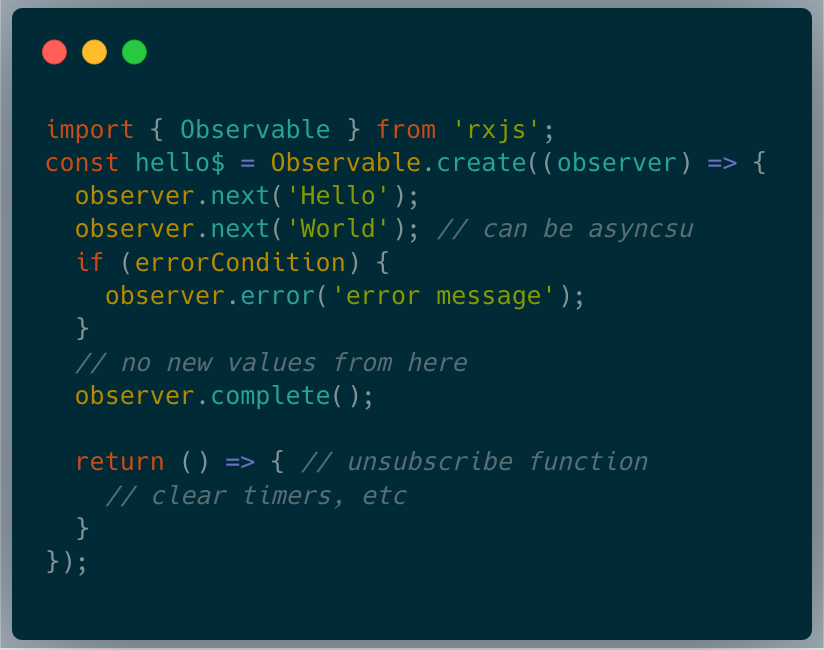 import { Observable } from 'rxjs';
const hello$ = Observable.create((observer) => {
  observer.next('Hello');
  observer.next('World'); // can be asyncsu
  if (errorCondition) {
    observer.error('error message');
  }
  // no new values from here
  observer.complete();

  return () => { // unsubscribe function
    // clear timers, etc
  }
});